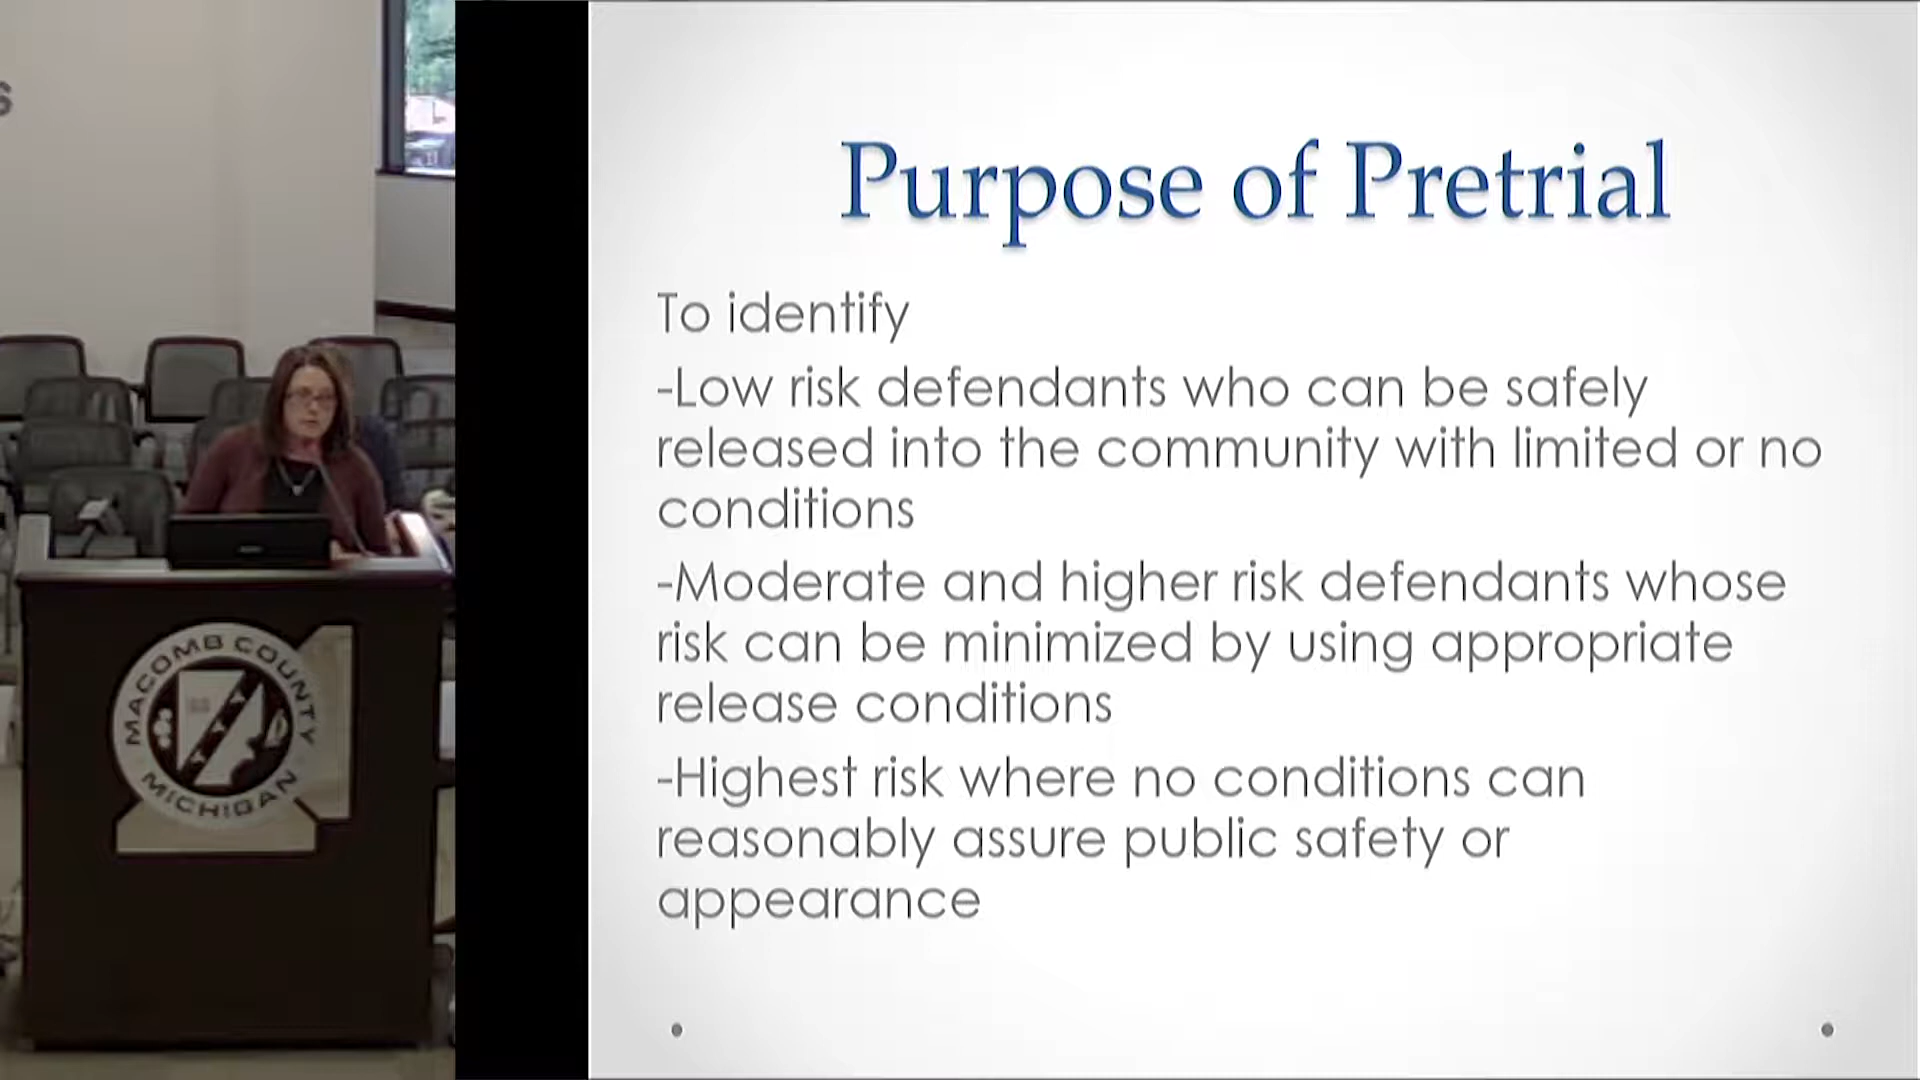 S
MACOMB COUNTY
MICHIGAN
Purpose of Pretrial
To identify
-Low risk defendants who can be safely
released into the community with limited or no
conditions
-Moderate and higher risk defendants whose
risk can be minimized by using appropriate
release conditions
-Highest risk where no conditions can
reasonably assure public safety or
appearance